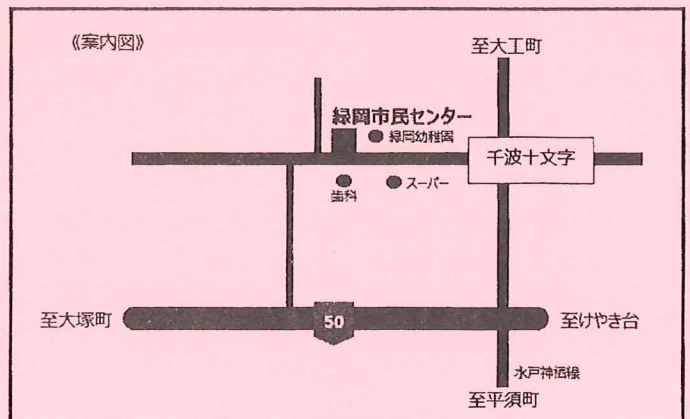 《案内図》
至大工町
緑岡市民センター
緑岡幼稚園
千波十文字
歯科
スーパー
至大塚町
50
至けやき台
水戸神栖線
至平須町